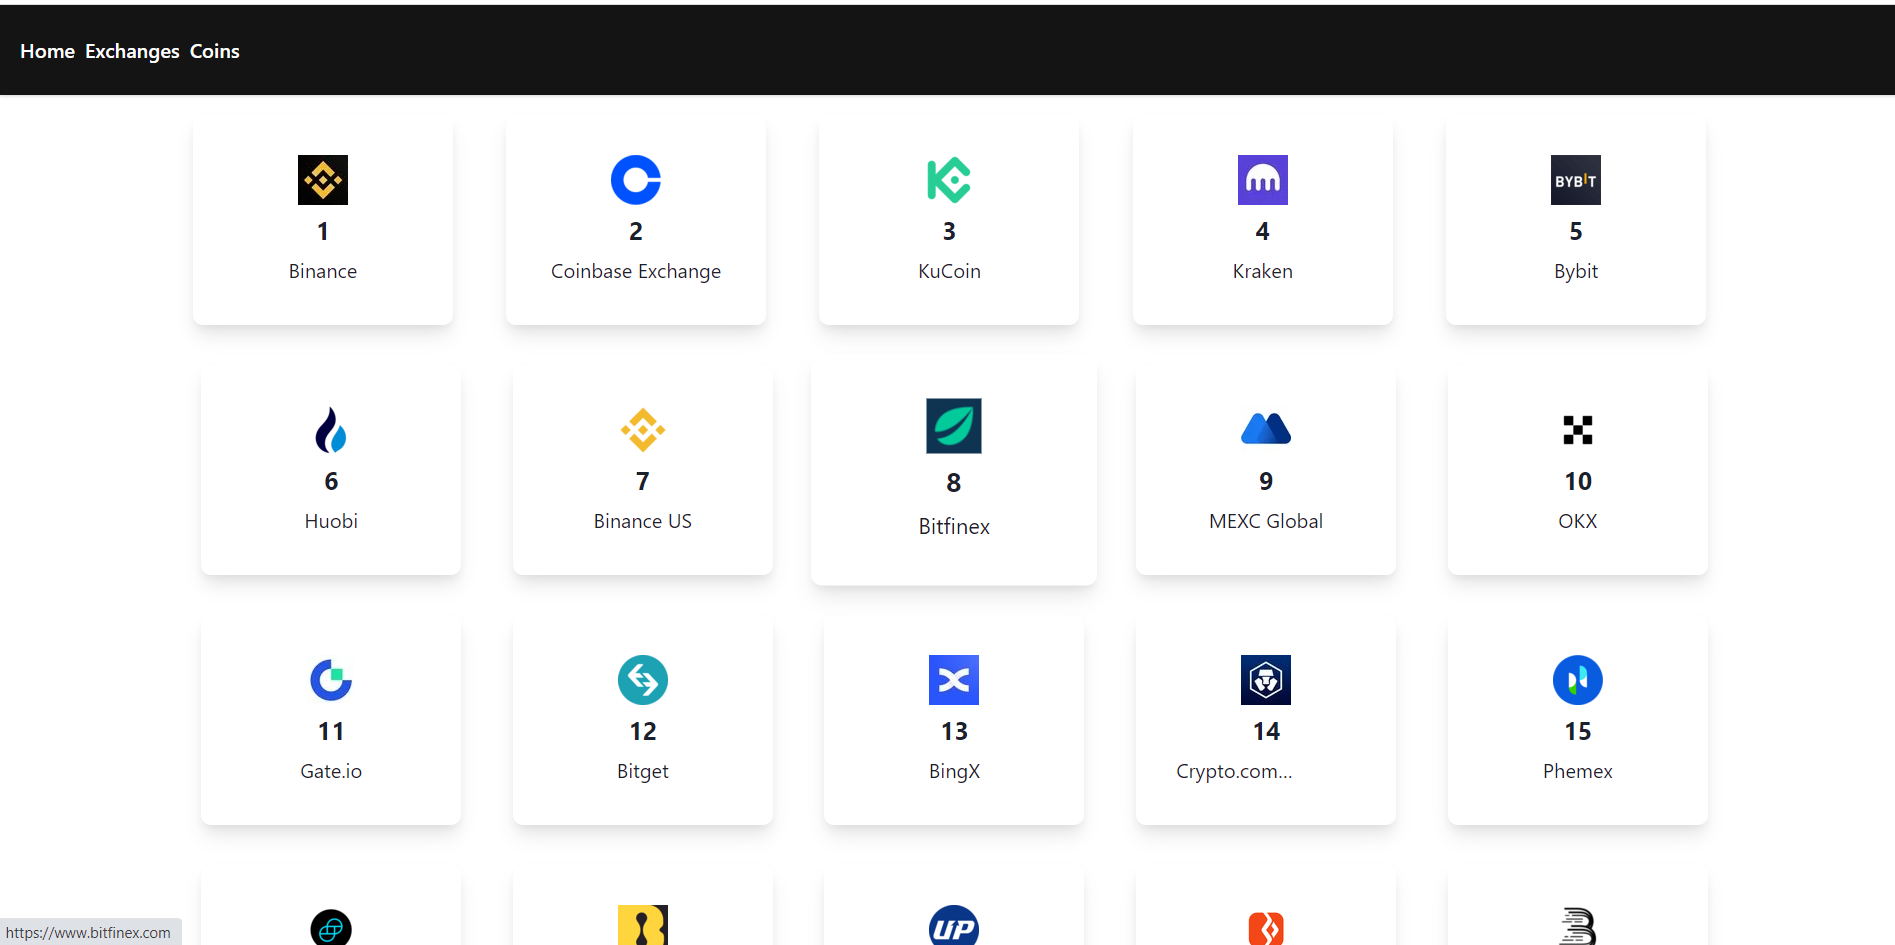 Home Exchanges Coins
BYBIT
1 2 3 4 5
Binance Coinbase Exchange KuCoin Kraken Bybit
6 7 8 9 10
Huobi Binance US Bitfinex MEXC Global OKX
11 12 13 14 15
Gate.io Bitget BingX Crypto.com... Phemex
UP
https://www.bitfinex.com